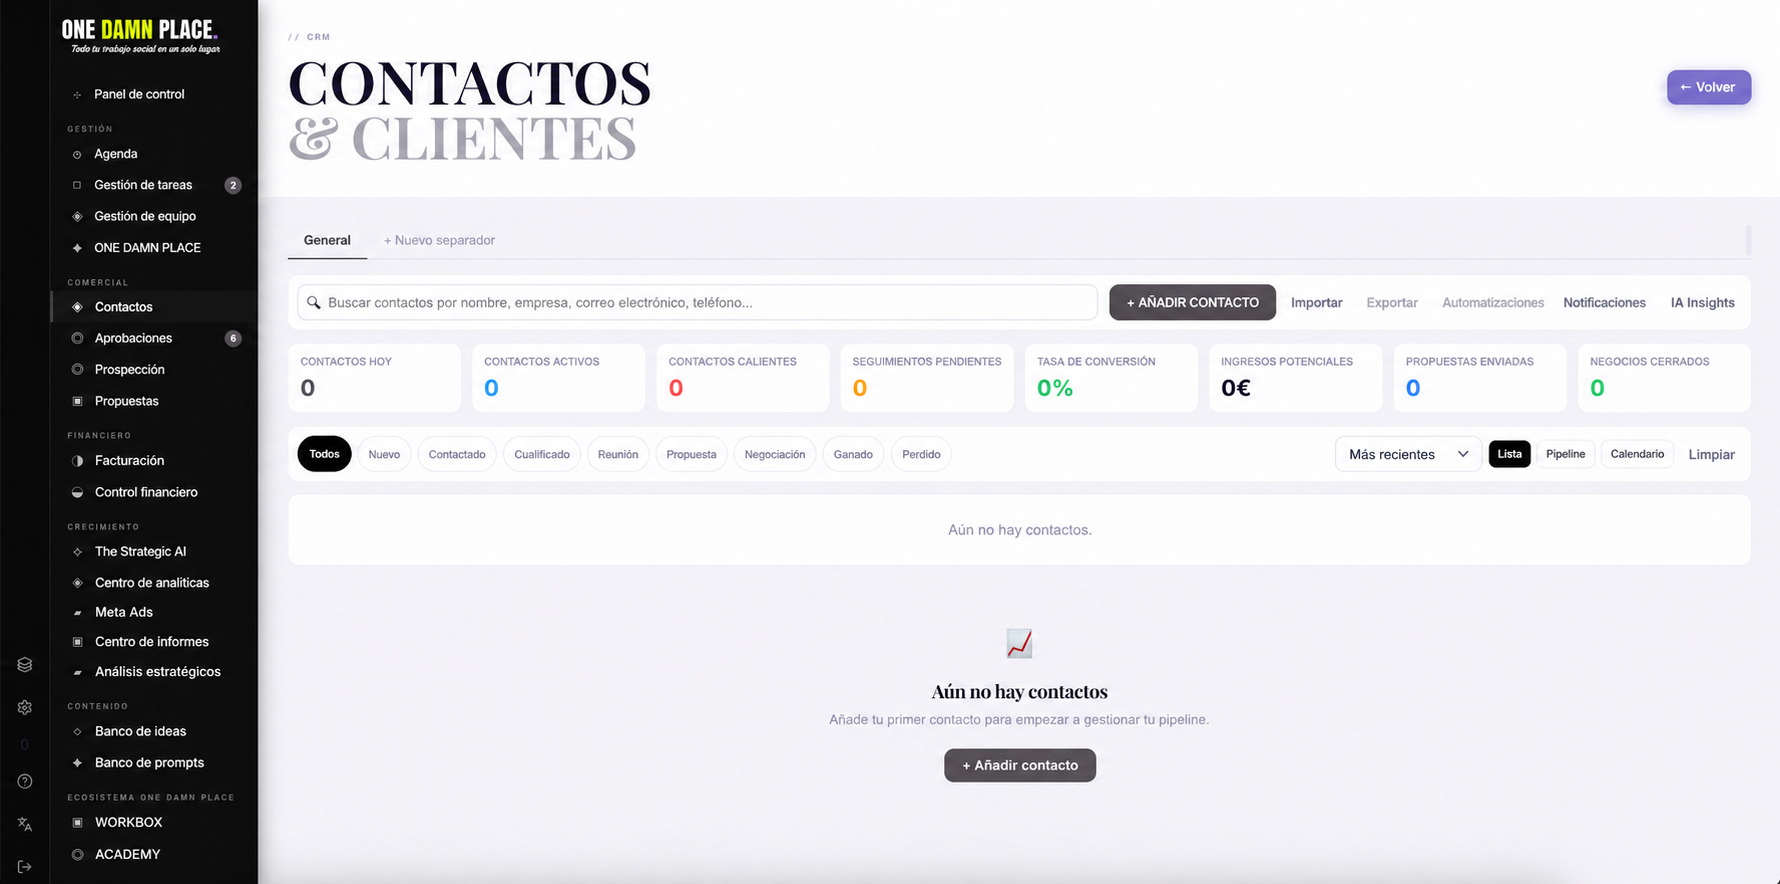 ONE DAMN PLACE.
Todo tu trabajo social en un solo lugar
Panel de control
GESTIÓN
Agenda
Gestión de tareas 2
Gestión de equipo
ONE DAMN PLACE
COMERCIAL
Contactos
Aprobaciones 6
Prospección
Propuestas
FINANCIERO
Facturación
Control financiero
CRECIMIENTO
The Strategic AI
Centro de analiticas
Meta Ads
Centro de informes
Análisis estratégicos
CONTENIDO
Banco de ideas
Banco de prompts
ECOSISTEMA ONE DAMN PLACE
WORKBOX
ACADEMY
// CRM
CONTACTOS
& CLIENTES
← Volver
General + Nuevo separador
Buscar contactos por nombre, empresa, correo electrónico, teléfono...
+ AÑADIR CONTACTO Importar Exportar Automatizaciones Notificaciones IA Insights
CONTACTOS HOY
0
CONTACTOS ACTIVOS
0
CONTACTOS CALIENTES
0
SEGUIMIENTOS PENDIENTES
0
TASA DE CONVERSIÓN
0%
INGRESOS POTENCIALES
0€
PROPUESTAS ENVIADAS
0
NEGOCIOS CERRADOS
0
Todos Nuevo Contactado Cualificado Reunión Propuesta Negociación Ganado Perdido
Más recientes Lista Pipeline Calendario Limpiar
Aún no hay contactos.
Aún no hay contactos
Añade tu primer contacto para empezar a gestionar tu pipeline.
+ Añadir contacto